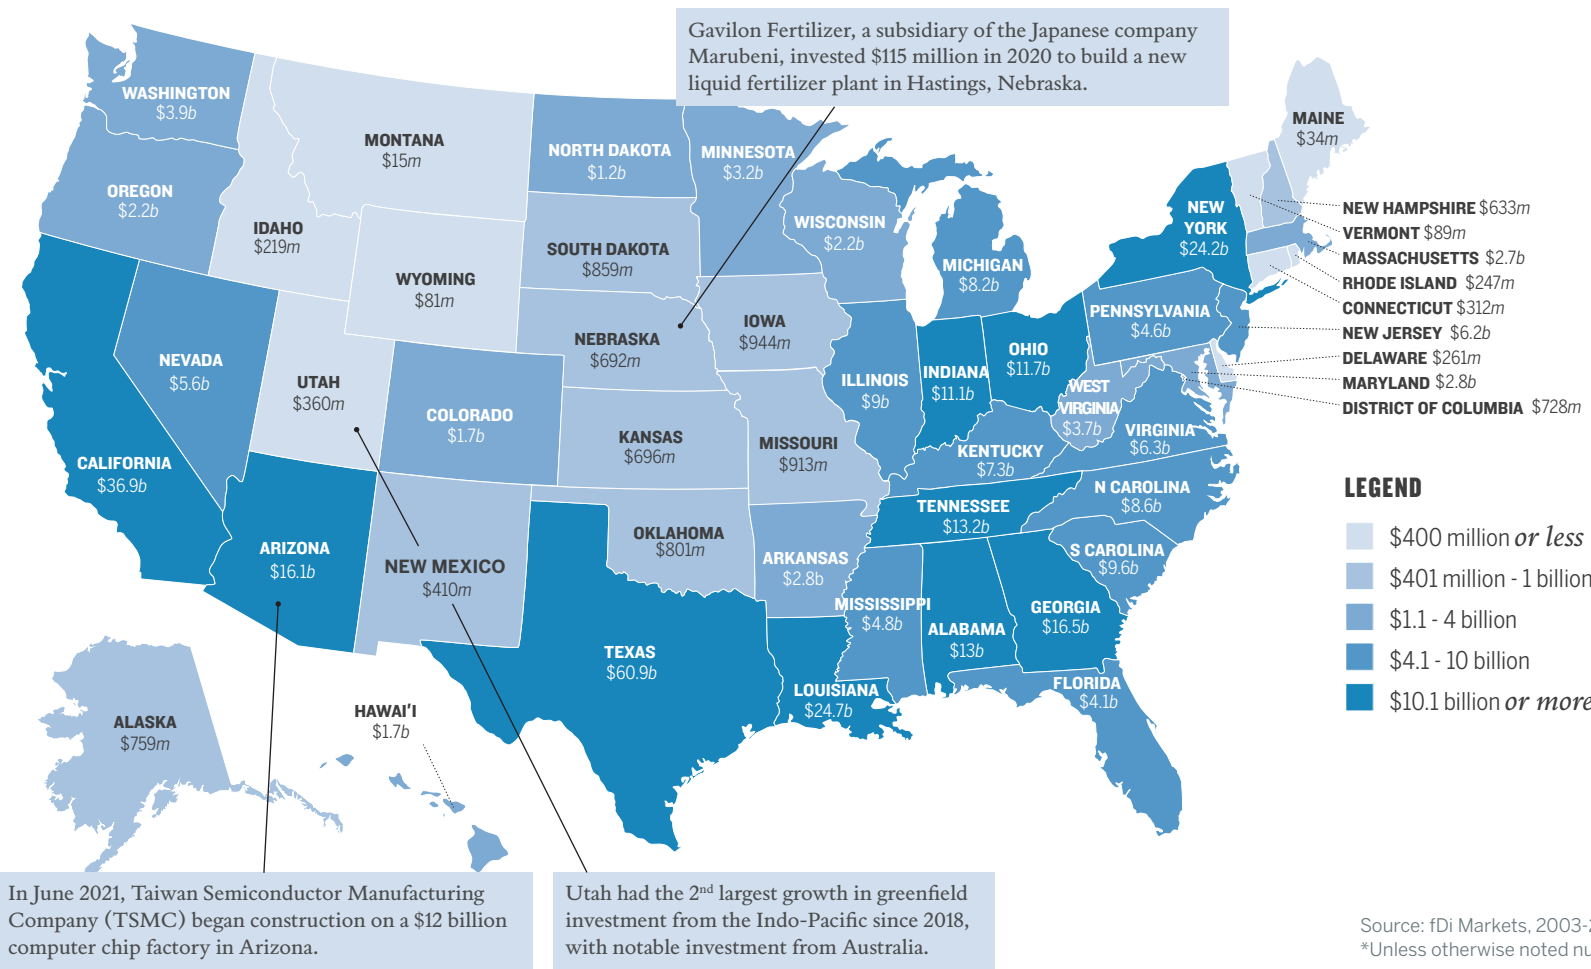 Gavilon Fertilizer, a subsidiary of the Japanese company
Marubeni, invested $115 million in 2020 to build a new
liquid fertilizer plant in Hastings, Nebraska.
WASHINGTON
$3.9b
MONTANA
$15m
NORTH DAKOTA
$1.2b
MINNESOTA
$3.2b
MAINE
$34m
OREGON
$2.2b
IDAHO
$219m
WYOMING
$81m
SOUTH DAKOTA
$859m
WISCONSIN
$2.2b
MICHIGAN
$8.2b
NEW
YORK
$24.2b
NEW HAMPSHIRE $633m
VERMONT $89m
MASSACHUSETTS $2.7b
RHODE ISLAND $247m
CONNECTICUT $312m
NEW JERSEY $6.2b
DELAWARE $261m
MARYLAND $2.8b
DISTRICT OF COLUMBIA $728m
NEVADA
$5.6b
UTAH
$360m
COLORADO
$1.7b
NEBRASKA
$692m
IOWA
$944m
ILLINOIS
$9b
INDIANA
$11.1b
OHIO
$11.7b
PENNSYLVANIA
$4.6b
WEST
VIRGINIA
$3.7b
VIRGINIA
$6.3b
CALIFORNIA
$36.9b
KANSAS
$696m
MISSOURI
$913m
KENTUCKY
$7.3b
N CAROLINA
$8.6b
TENNESSEE
$13.2b
S CAROLINA
$9.6b
ARIZONA
$16.1b
NEW MEXICO
$410m
OKLAHOMA
$801m
ARKANSAS
$2.8b
MISSISSIPPI
$4.8b
ALABAMA
$13b
GEORGIA
$16.5b
TEXAS
$60.9b
LOUISIANA
$24.7b
FLORIDA
$4.1b
ALASKA
$759m
HAWAI'I
$1.7b
LEGEND
$400 million or less
$401 million - 1 billion
$1.1 - 4 billion
$4.1 - 10 billion
$10.1 billion or more
In June 2021, Taiwan Semiconductor Manufacturing
Company (TSMC) began construction on a $12 billion
computer chip factory in Arizona.
Utah had the 2nd largest growth in greenfield
investment from the Indo-Pacific since 2018,
with notable investment from Australia.
Source: fDi Markets, 2003-
*Unless otherwise noted